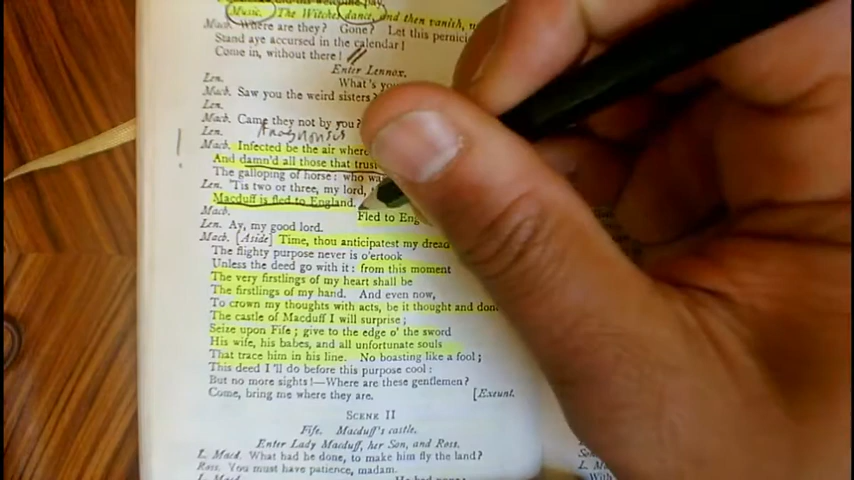 Music. The Witches dance, and then vanish,
Mach. Where are they? Gone? Let this pernici
Stand aye accursed in the calendar!
Come in, without there!
Enter Lennox.
Len. What's yo
Macb. Saw you the weird sisters?
Len.
Macb. Came they not by you?
Len.
Macb. Infected be the air where
And damn'd all those that trust
The galloping of horse: who wa
Len. 'Tis two or three, my lord,
Macduff is fled to England.
Macb. Fled to Eng
Len. Ay, my good lord.
Macb. [Aside] Time, thou anticipatest my dread
The flighty purpose never is o'ertook
Unless the deed go with it: from this moment
The very firstlings of my heart shall be
The firstlings of my hand. And even now,
To crown my thoughts with acts, be it thought and done
The castle of Macduff I will surprise;
Seize upon Fife; give to the edge o' the sword
His wife, his babes, and all unfortunate souls
That trace him in his line. No boasting like a fool;
This deed I'll do before this purpose cool:
But no more sights!—Where are these gentlemen?
Come, bring me where they are. [Exeunt.
SCENE II
Fife. Macduff's castle.
Enter Lady Macduff, her Son, and Ross.
L. Macd. What had he done, to make him fly the land?
Ross. You must have patience, madam.
L. Macd. He had none: